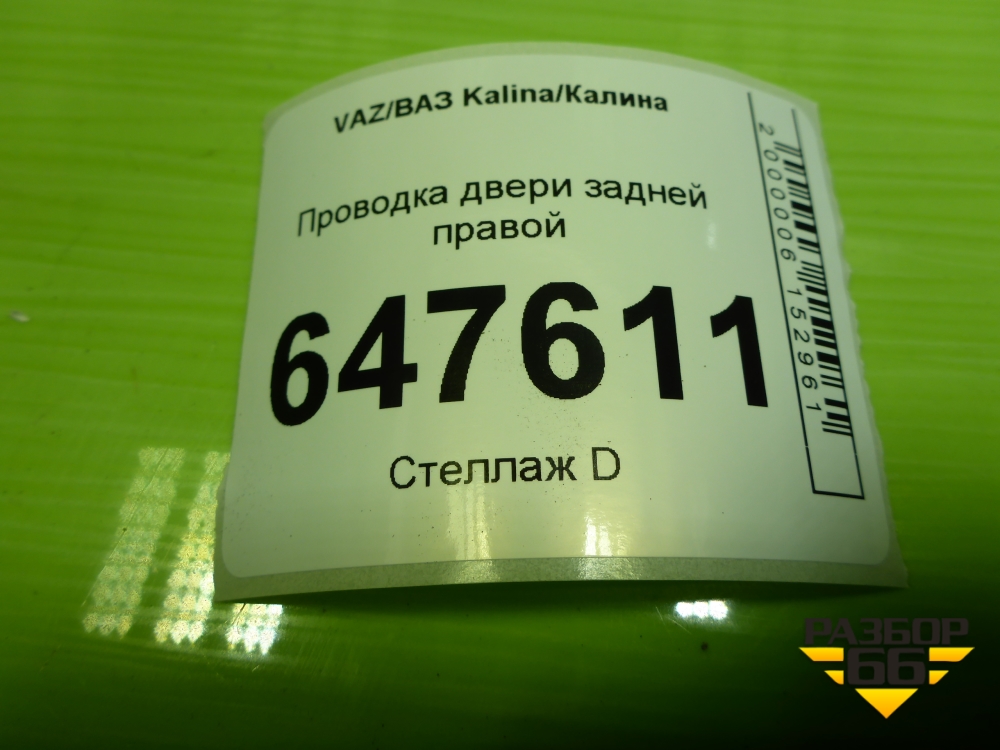 VAZ/ВАЗ Kalina/Калина
Проводка двери задней
правой
647611
Стеллаж D
2000006152961
РАЗБОР
66